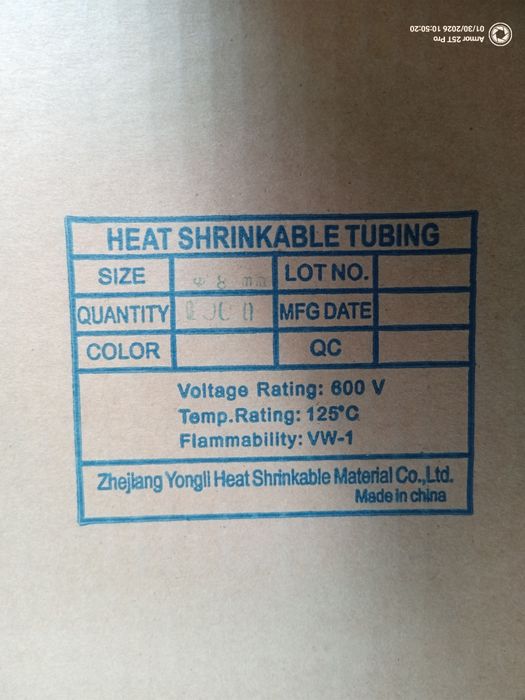 HEAT SHRINKABLE TUBING
SIZE φ 8 mm LOT NO.
QUANTITY MFG DATE
COLOR QC
Voltage Rating: 600 V
Temp.Rating: 125°C
Flammability: VW-1
Zhejiang Yongli Heat Shrinkable Material Co.,Ltd.
Made in china
Armor 25T Pro
01/30/2026 10:50:20